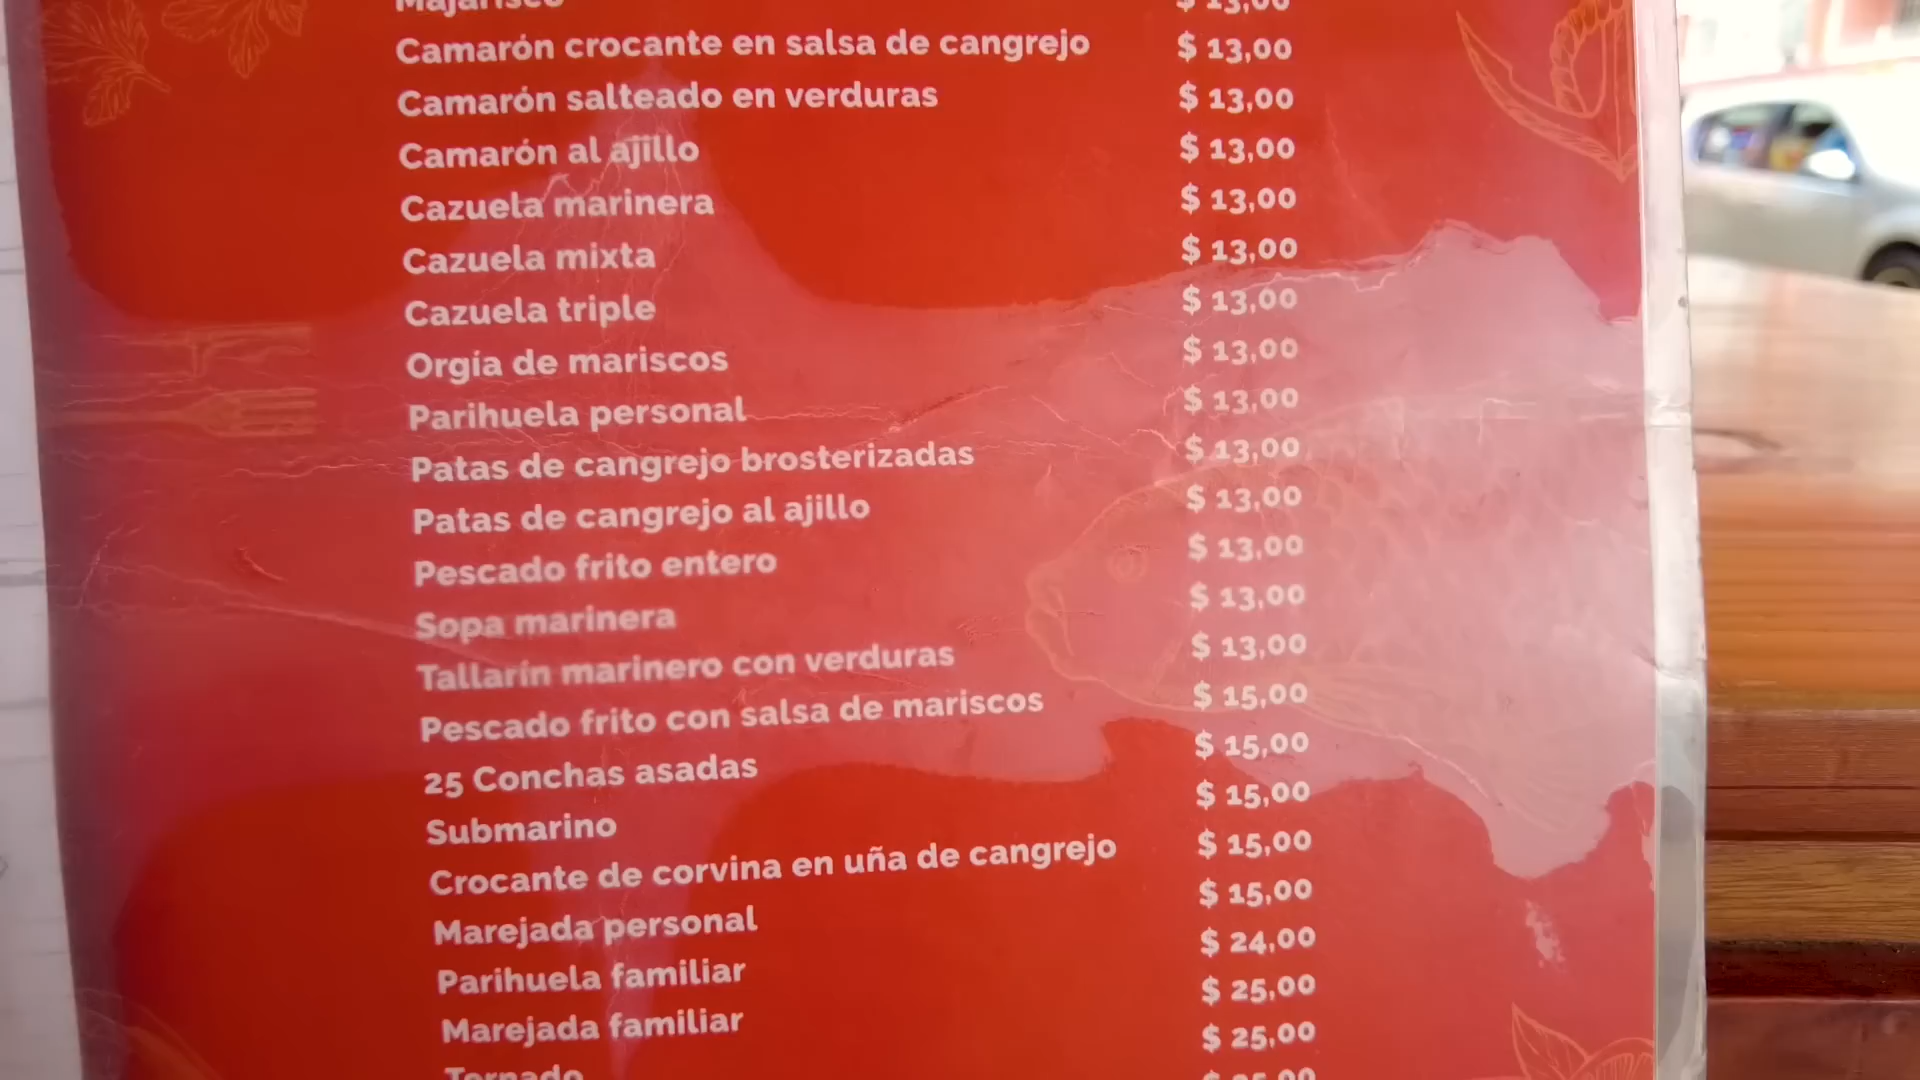 Majarisco $ 13,00
Camarón crocante en salsa de cangrejo $ 13,00
Camarón salteado en verduras $ 13,00
Camarón al ajillo $ 13,00
Cazuela marinera $ 13,00
Cazuela mixta $ 13,00
Cazuela triple $ 13,00
Orgía de mariscos $ 13,00
Parihuela personal $ 13,00
Patas de cangrejo brosterizadas $ 13,00
Patas de cangrejo al ajillo $ 13,00
Pescado frito entero $ 13,00
Sopa marinera $ 13,00
Tallarín marinero con verduras $ 13,00
Pescado frito con salsa de mariscos $ 15,00
25 Conchas asadas $ 15,00
Submarino $ 15,00
Crocante de corvina en uña de cangrejo $ 15,00
Marejada personal $ 15,00
Parihuela familiar $ 24,00
Marejada familiar $ 25,00
Tornado $ 25,00